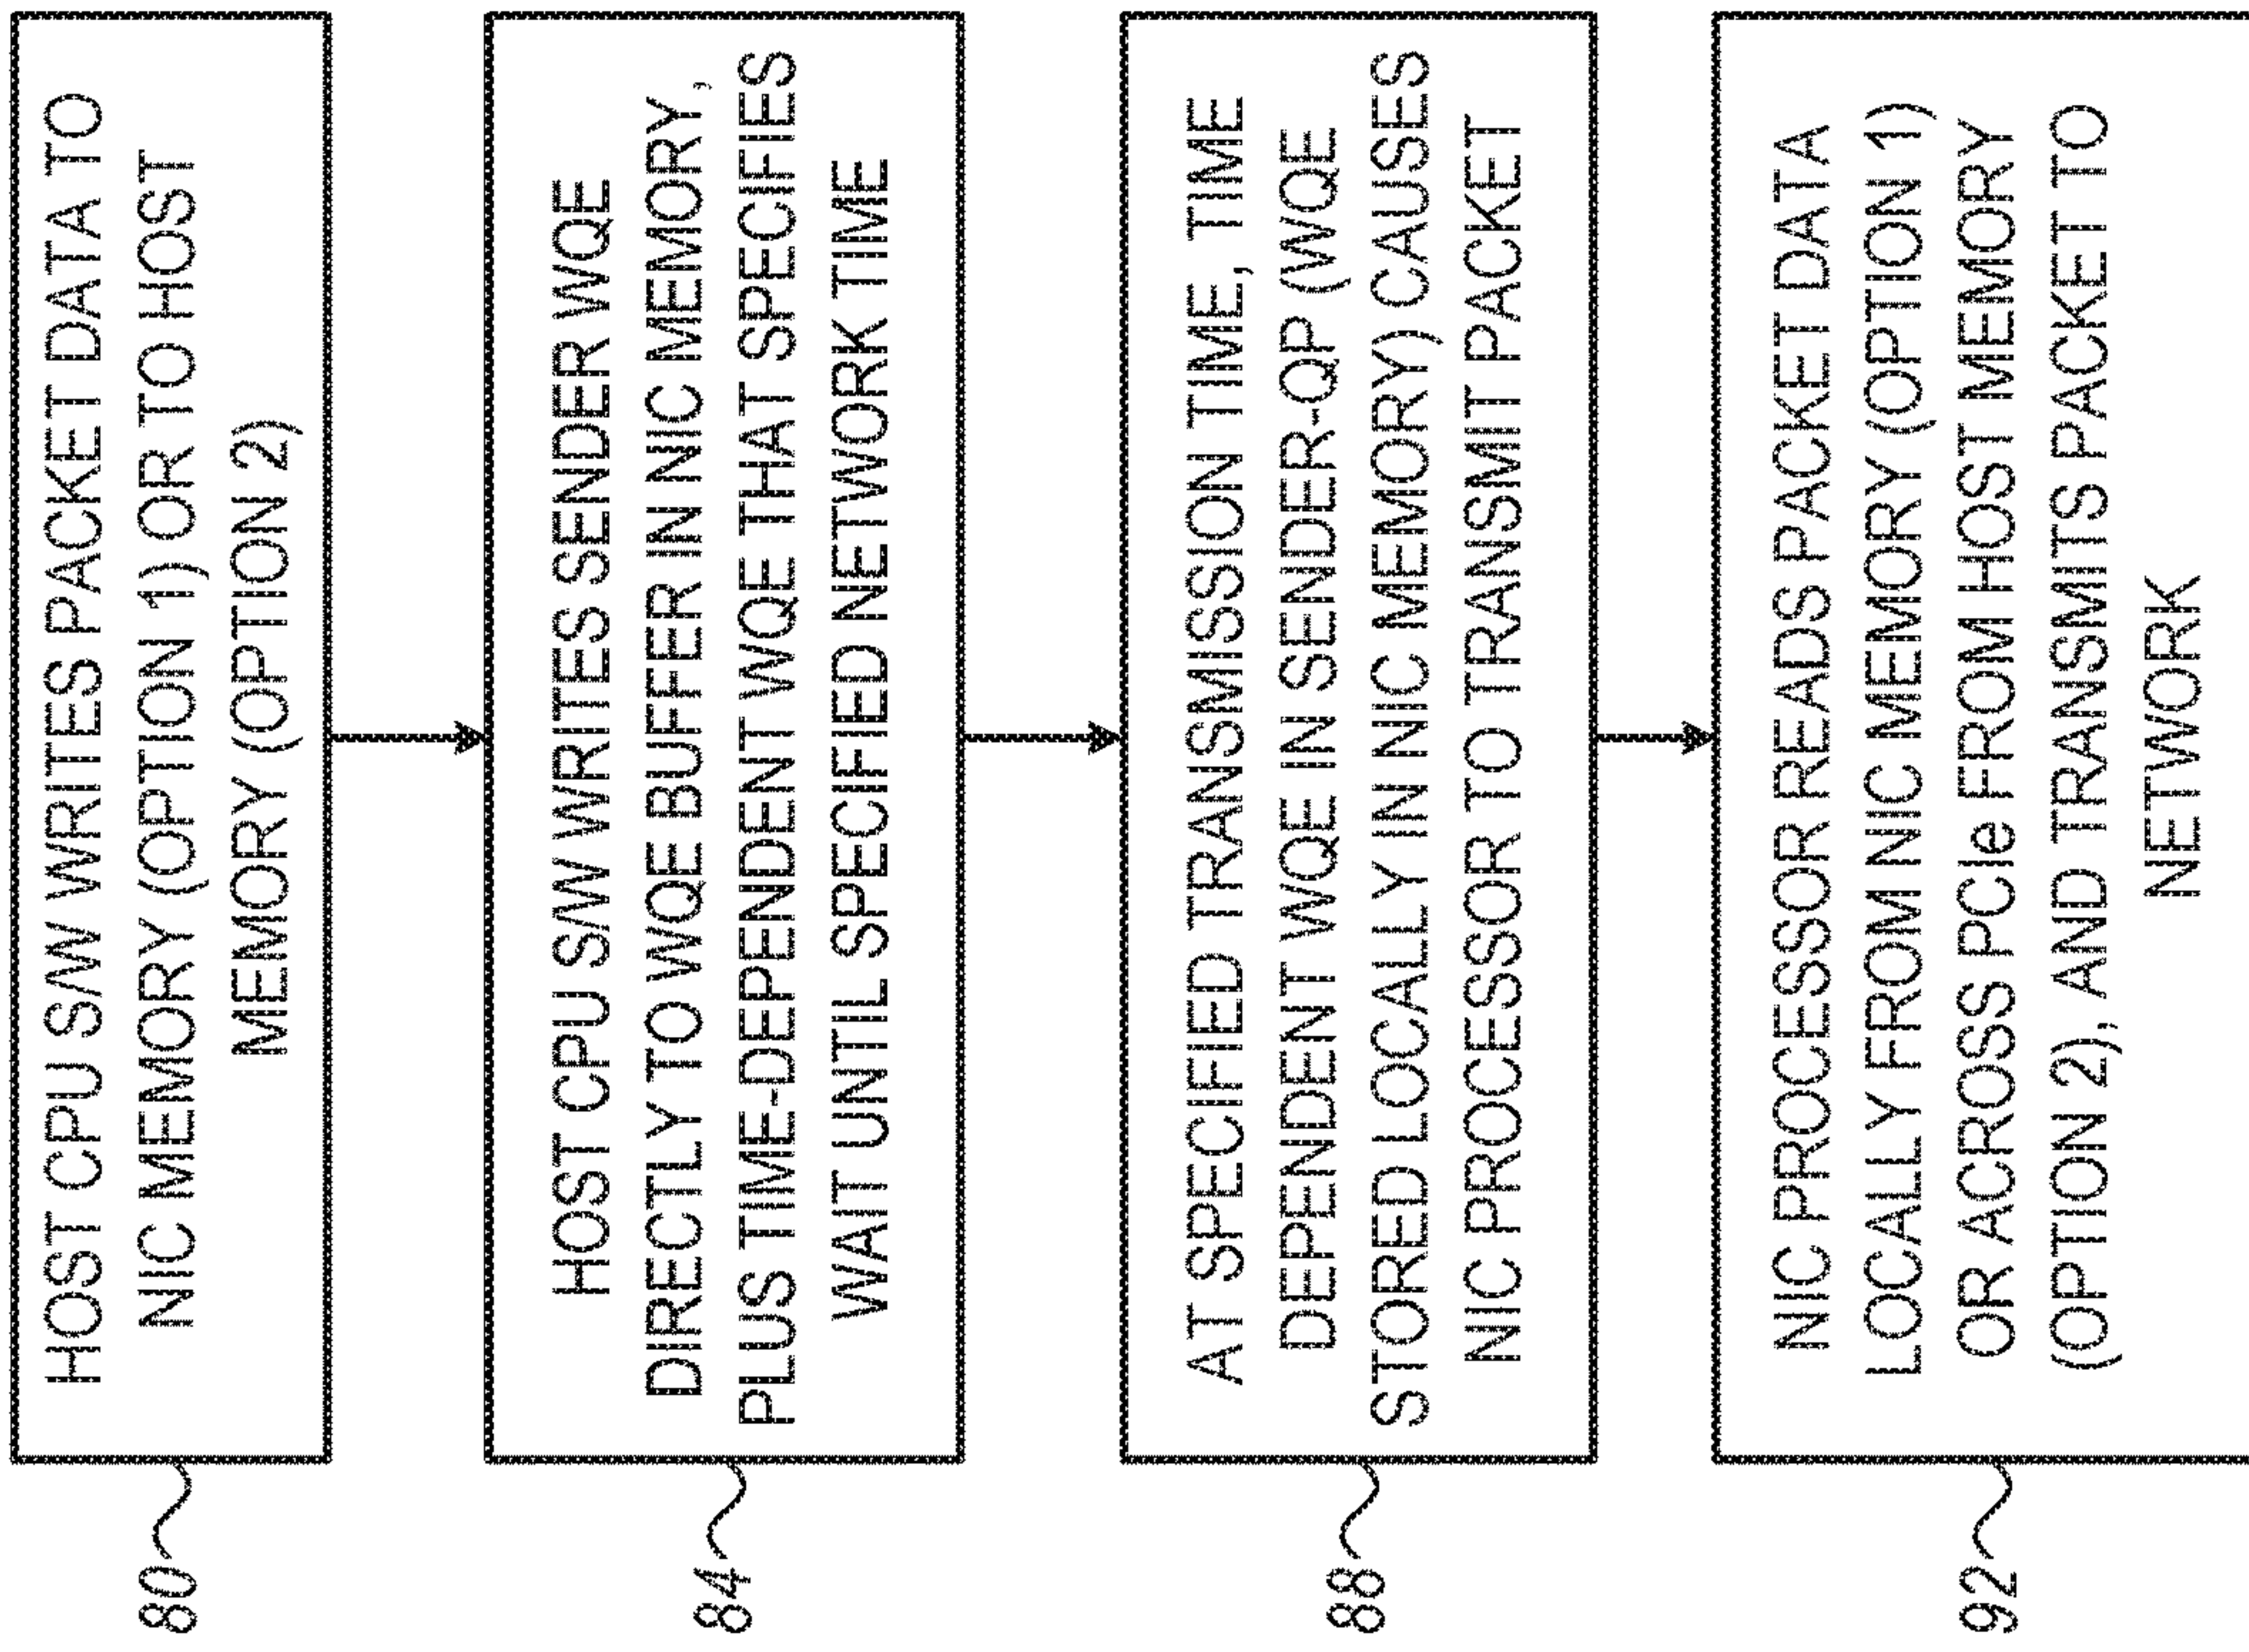 HOST CPU S/W WRITES PACKET DATA TO
NIC MEMORY (OPTION 1) OR TO HOST
MEMORY (OPTION 2)
80
HOST CPU S/W WRITES SENDER WQE
DIRECTLY TO WQE BUFFER IN NIC MEMORY,
PLUS TIME-DEPENDENT WQE THAT SPECIFIES
WAIT UNTIL SPECIFIED NETWORK TIME
84
AT SPECIFIED TRANSMISSION TIME, TIME
DEPENDENT WQE IN SENDER-QP (WQE
STORED LOCALLY IN NIC MEMORY) CAUSES
NIC PROCESSOR TO TRANSMIT PACKET
88
NIC PROCESSOR READS PACKET DATA
LOCALLY FROM NIC MEMORY (OPTION 1)
OR ACROSS PCIe FROM HOST MEMORY
(OPTION 2), AND TRANSMITS PACKET TO
NETWORK
92